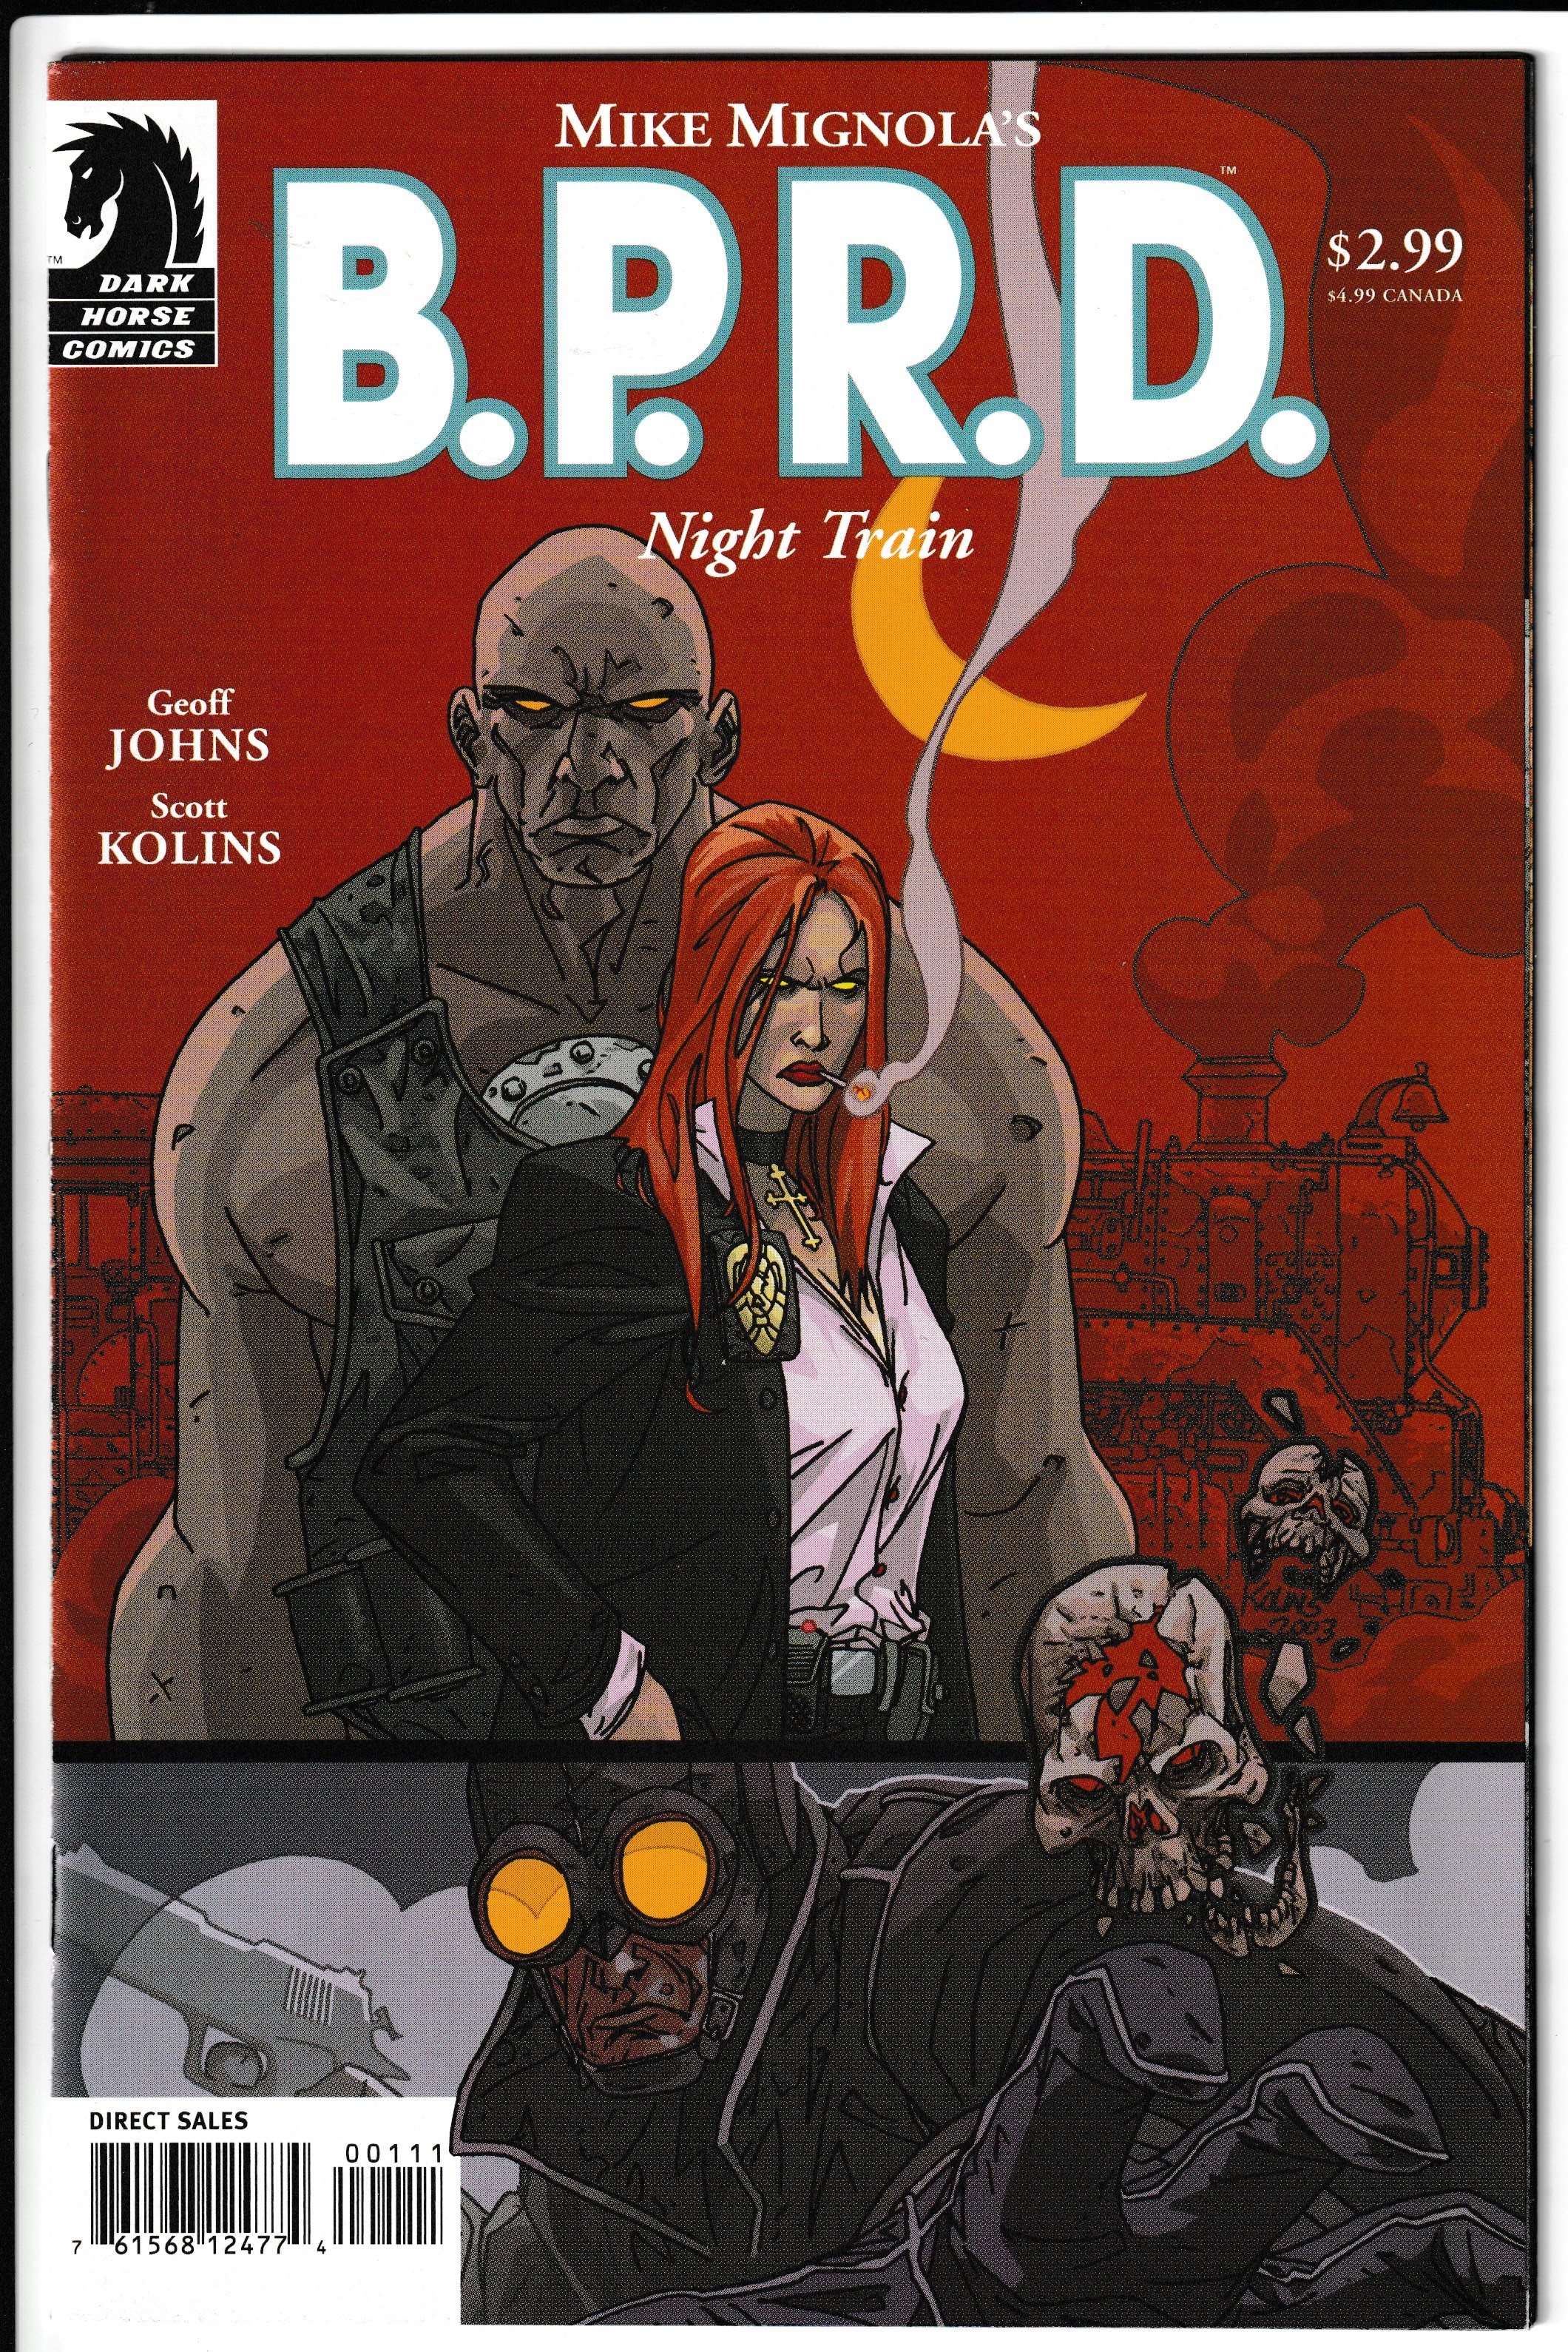 MIKE MIGNOLA'S
B.P.R.D.
TM
$2.99
$4.99 CANADA
TM
DARK
HORSE
COMICS
Night Train
Geoff
JOHNS
Scott
KOLINS
KOLINS
2003
DIRECT SALES
00111
7 61568 12477 4